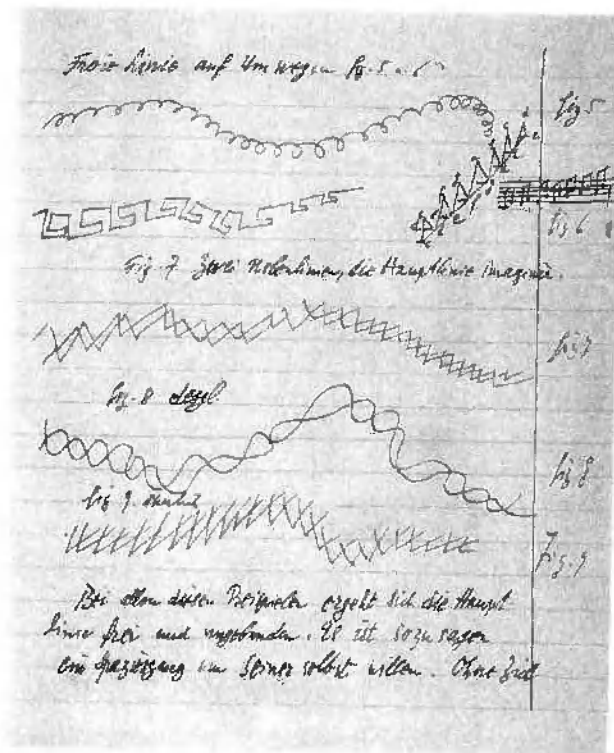 Freie Linie auf Umwegen fig. 5 u. 6
fig 5
fig. 6
Fig. 7 Zwei Nebenlinien, die Hauptlinie imaginär.
fig 7
fig. 8 desgl.
fig 8
fig 9.
Fig. 9
Bei allen diesen Beispielen ergeht sich die Haupt
linie frei und ungebunden. Es ist sozusagen
ein Spaziergang um seiner selbst willen. Ohne Ziel